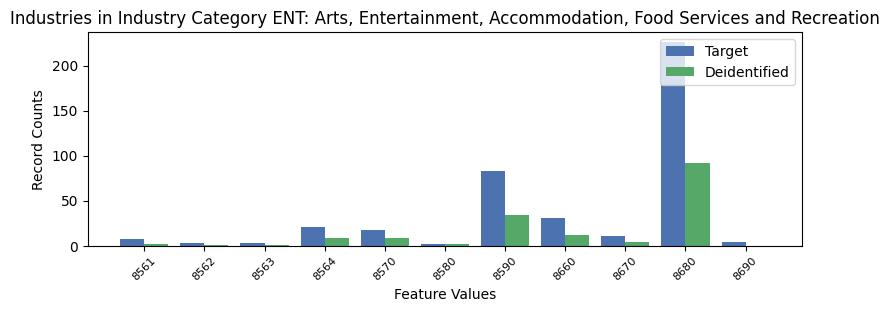 Industries in Industry Category ENT: Arts, Entertainment, Accommodation, Food Services and Recreation
Target
Deidentified
Record Counts
200
150
100
50
0
8561 8562 8563 8564 8570 8580 8590 8660 8670 8680 8690
Feature Values